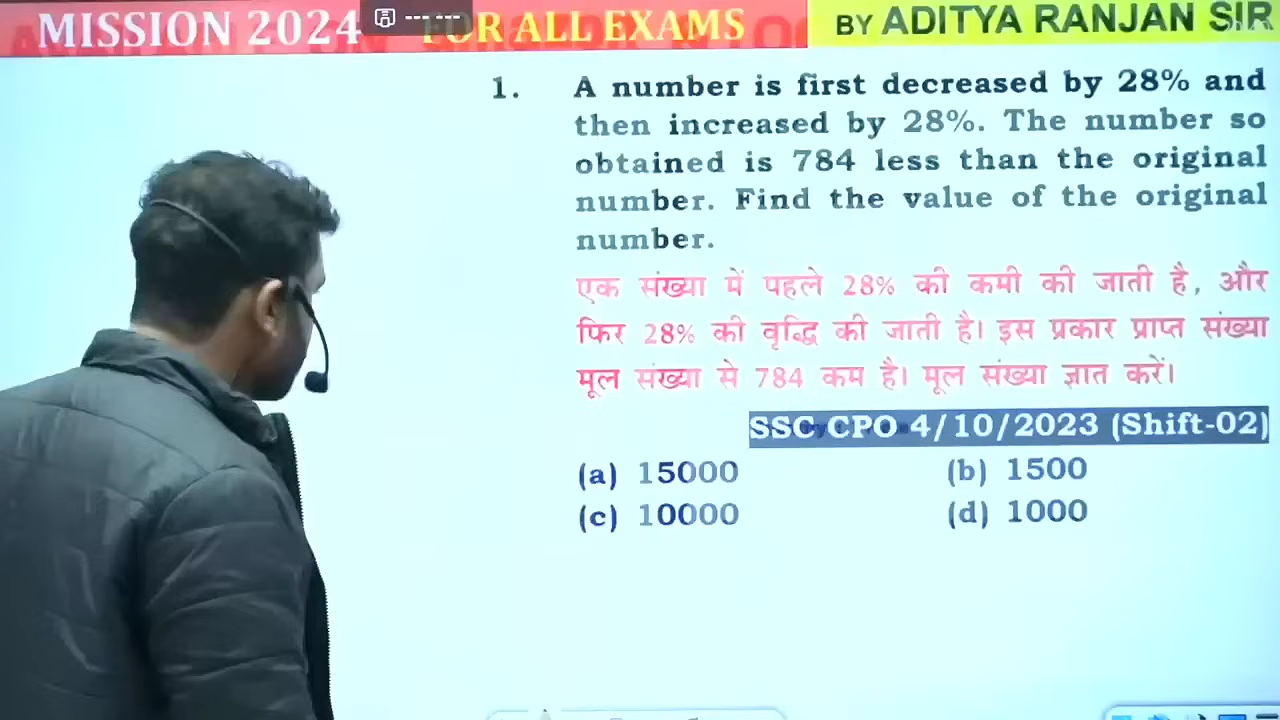 MISSION 2024 FOR ALL EXAMS BY ADITYA RANJAN SIR
1. A number is first decreased by 28% and
then increased by 28%. The number so
obtained is 784 less than the original
number. Find the value of the original
number.
एक संख्या में पहले 28% की कमी की जाती है, और
फिर 28% की वृद्धि की जाती है। इस प्रकार प्राप्त संख्या
मूल संख्या से 784 कम है। मूल संख्या ज्ञात करें।
SSC CPO 4/10/2023 (Shift-02)
(a) 15000 (b) 1500
(c) 10000 (d) 1000